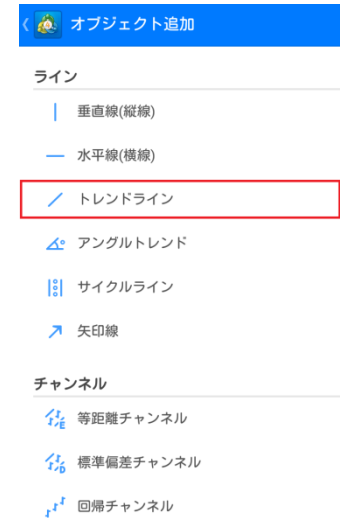 オブジェクト追加
ライン
垂直線(縦線)
水平線(横線)
トレンドライン
アングルトレンド
サイクルライン
矢印線
チャンネル
等距離チャンネル
標準偏差チャンネル
回帰チャンネル